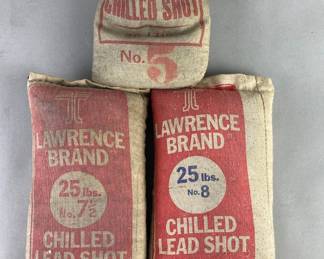 CHILLED SHOT
No. 5
LAWRENCE
BRAND
25 lbs.
No. 7½
CHILLED
LEAD SHOT
LAWRENCE
BRAND
25 lbs.
No. 8
CHILLED
LEAD SHOT